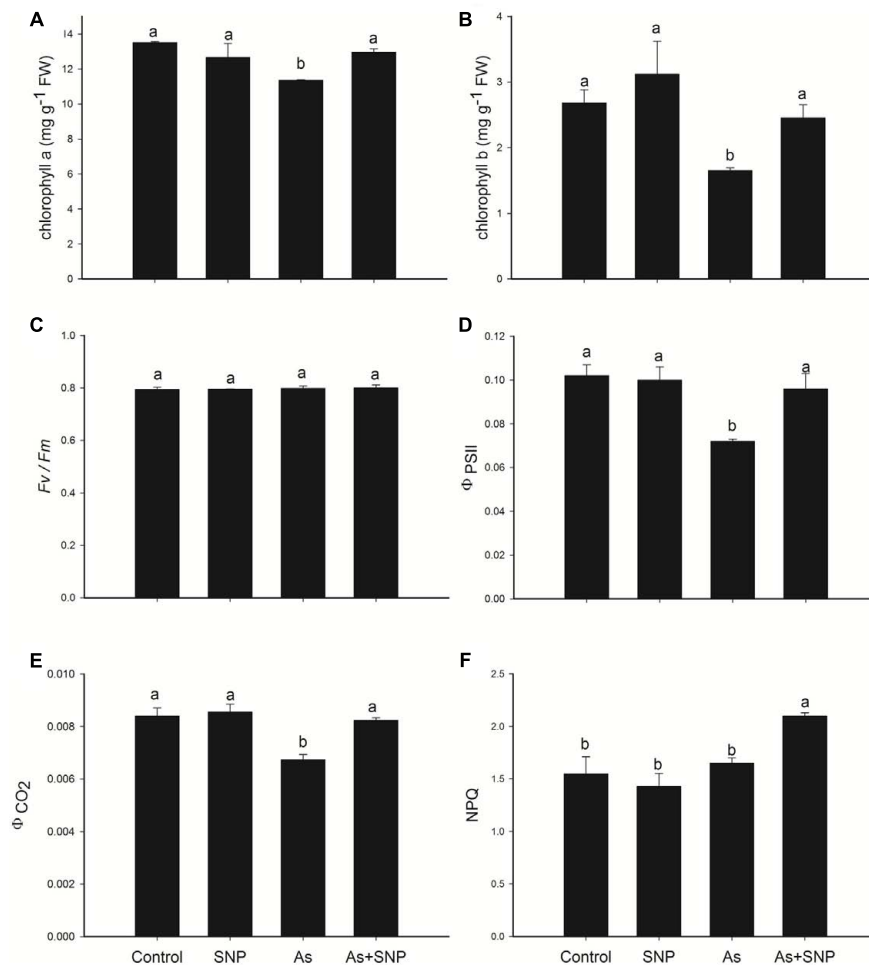 A
chlorophyll a (mg g⁻¹ FW)
14
12
10
8
6
4
2
0
a
a
b
a
B
chlorophyll b (mg g⁻¹ FW)
4
3
2
1
0
a
a
b
a
C
Fv / Fm
1.0
0.8
0.6
0.4
0.2
0.0
a
a
a
a
D
Φ PSII
0.12
0.10
0.08
0.06
0.04
0.02
0.00
a
a
b
a
E
Φ CO2
0.010
0.008
0.006
0.004
0.002
0.000
a
a
b
a
Control SNP As As+SNP
F
NPQ
2.5
2.0
1.5
1.0
0.5
0.0
b
b
b
a
Control SNP As As+SNP